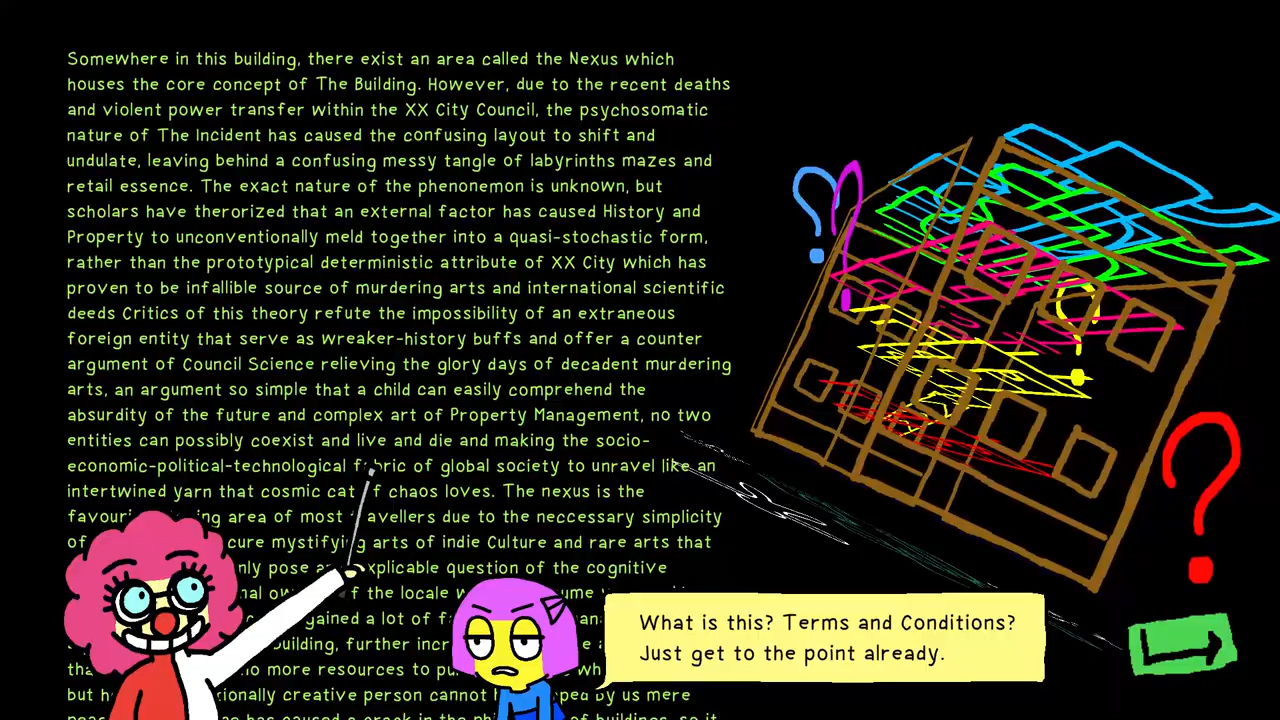 Somewhere in this building, there exist an area called the Nexus which
houses the core concept of The Building. However, due to the recent deaths
and violent power transfer within the XX City Council, the psychosomatic
nature of The Incident has caused the confusing layout to shift and
undulate, leaving behind a confusing messy tangle of labyrinths mazes and
retail essence. The exact nature of the phenonemon is unknown, but
scholars have therorized that an external factor has caused History and
Property to unconventionally meld together into a quasi-stochastic form,
rather than the prototypical deterministic attribute of XX City which has
proven to be infallible source of murdering arts and international scientific
deeds Critics of this theory refute the impossibility of an extraneous
foreign entity that serve as wreaker-history buffs and offer a counter
argument of Council Science relieving the glory days of decadent murdering
arts, an argument so simple that a child can easily comprehend the
absurdity of the future and complex art of Property Management, no two
entities can possibly coexist and live and die and making the socio-
economic-political-technological fabric of global society to unravel like an
intertwined yarn that cosmic cat of chaos loves. The nexus is the
area of most due to the neccessary simplicity
of mystifying arts of indie Culture and rare arts that
pose question of the cognitive
of the locale
gained a lot of
building, further
no more resources to
but person cannot by us mere
has caused a crack in the of buildings, so it
What is this? Terms and Conditions?
Just get to the point already.